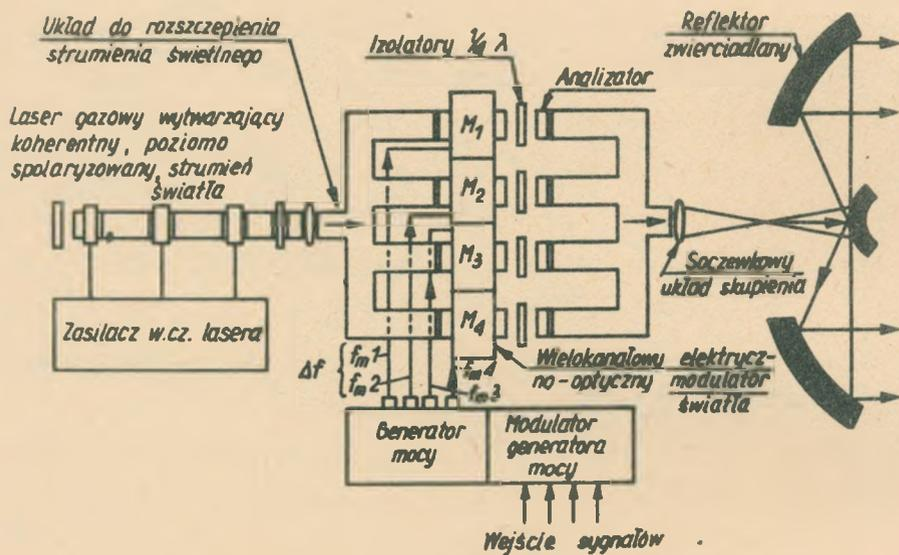 Układ do rozszczepienia
strumienia świetlnego
Izolatory ¼ λ
Analizator
Reflektor
zwierciadlany
Laser gazowy wytwarzający
koherentny, poziomo
spolaryzowany, strumień
światła
M1
M2
M3
M4
Soczewkowy
układ skupienia
Zasilacz w.cz. lasera
Δf
fm1
fm2
fm3
fm4
Wielokanałowy elektrycz-
no-optyczny modulator
światła
Generator
mocy
Modulator
generatora
mocy
Wejście sygnałów